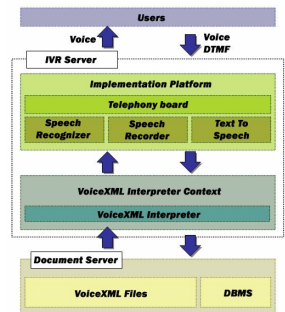 Users
Voice
Voice
DTMF
IVR Server
Implementation Platform
Telephony board
Speech
Recognizer
Speech
Recorder
Text To
Speech
VoiceXML Interpreter Context
VoiceXML Interpreter
Document Server
VoiceXML Files
DBMS